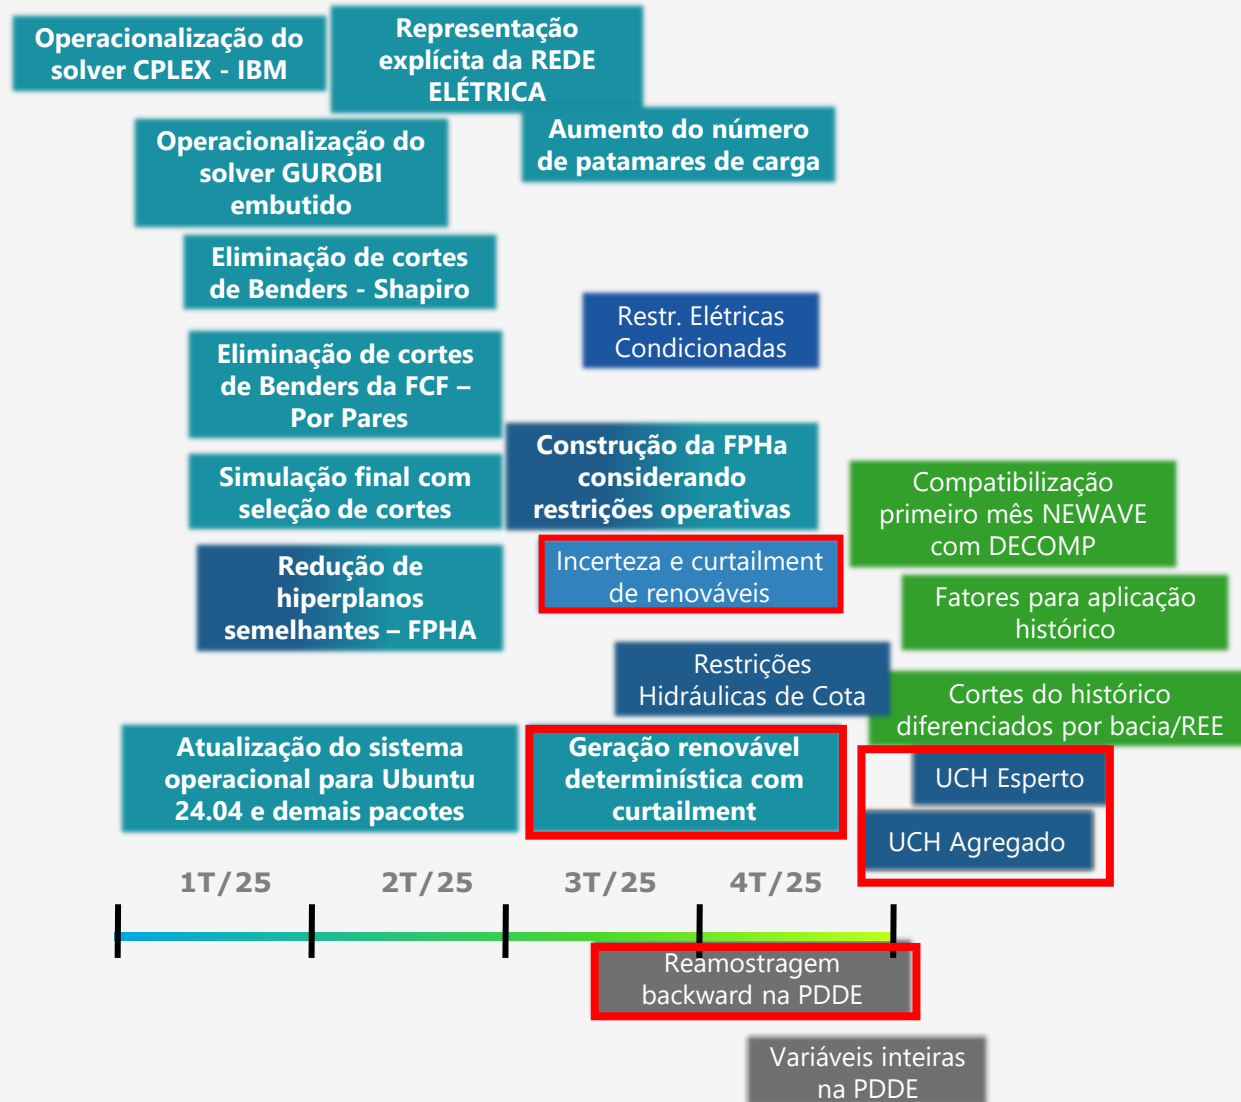 Operacionalização do
solver CPLEX - IBM
Representação
explícita da REDE
ELÉTRICA
Aumento do número
de patamares de carga
Operacionalização do
solver GUROBI
embutido
Eliminação de cortes
de Benders - Shapiro
Restr. Elétricas
Condicionadas
Eliminação de cortes
de Benders da FCF –
Por Pares
Construção da FPHa
considerando
restrições operativas
Simulação final com
seleção de cortes
Compatibilização
primeiro mês NEWAVE
com DECOMP
Incerteza e curtailment
de renováveis
Redução de
hiperplanos
semelhantes – FPHA
Fatores para aplicação
histórico
Restrições
Hidráulicas de Cota
Cortes do histórico
diferenciados por bacia/REE
Atualização do sistema
operacional para Ubuntu
24.04 e demais pacotes
Geração renovável
determinística com
curtailment
UCH Esperto
UCH Agregado
1T/25
2T/25
3T/25
4T/25
Reamostragem
backward na PDDE
Variáveis inteiras
na PDDE